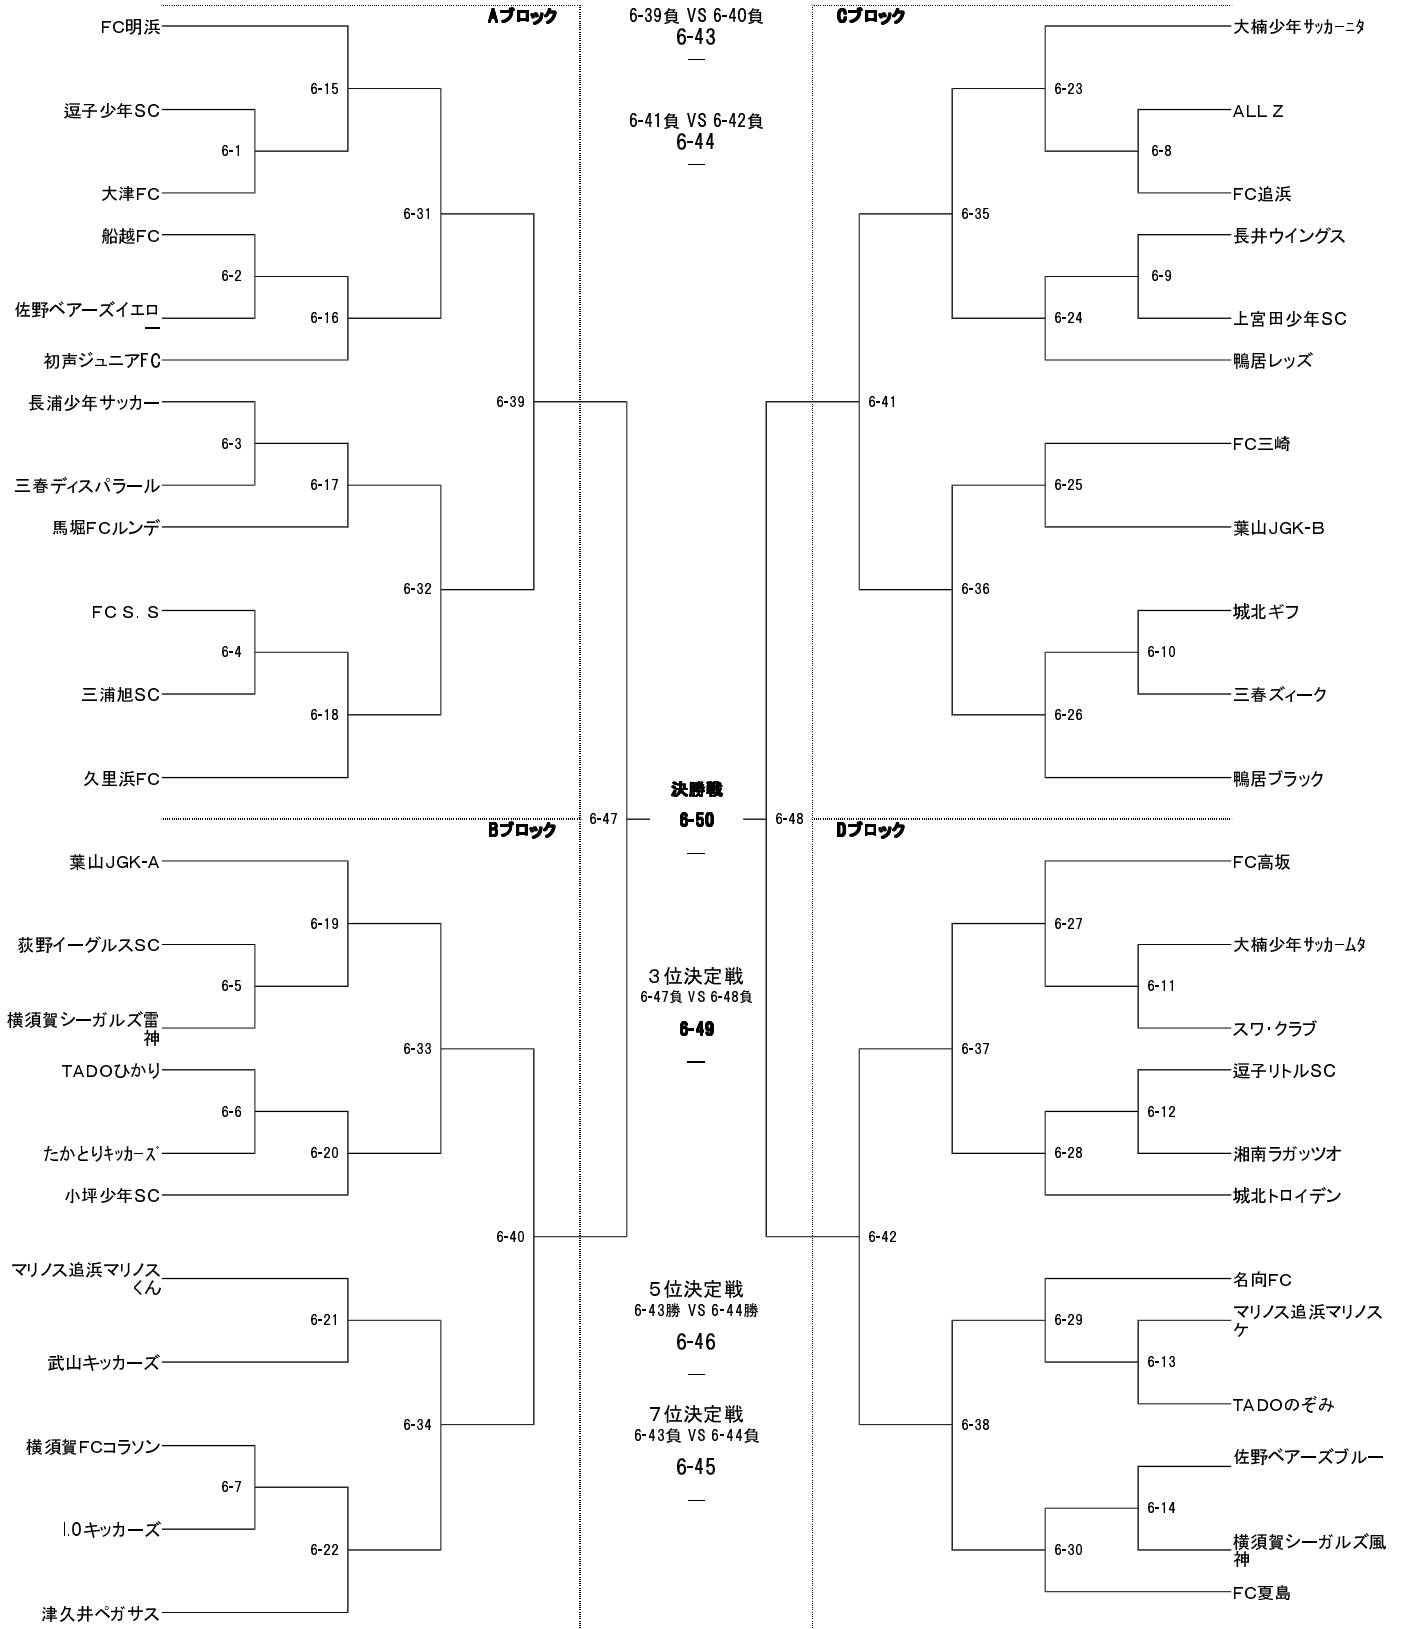 Aブロック
FC明浜
6-15
逗子少年SC
6-1
大津FC
6-31
船越FC
6-2
佐野ベアーズイエロ
ー
6-16
初声ジュニアFC
6-39
長浦少年サッカー
6-3
三春ディスパラール
6-17
馬堀FCルンデ
6-32
FC S. S
6-4
三浦旭SC
6-18
久里浜FC
6-47
Bブロック
葉山JGK-A
6-19
荻野イーグルスSC
6-5
横須賀シーガルズ雷
神
6-33
TADOひかり
6-6
たかとりキッカーズ
6-20
小坪少年SC
6-40
マリノス追浜マリノス
くん
6-21
武山キッカーズ
6-34
横須賀FCコラソン
6-7
I.Oキッカーズ
6-22
津久井ペガサス
6-39負 VS 6-40負
6-43
―
6-41負 VS 6-42負
6-44
―
決勝戦
6-50
―
3位決定戦
6-47負 VS 6-48負
6-49
―
5位決定戦
6-43勝 VS 6-44勝
6-46
―
7位決定戦
6-43負 VS 6-44負
6-45
―
Cブロック
大楠少年サッカーニタ
6-23
ALL Z
6-8
FC追浜
6-35
長井ウイングス
6-9
上宮田少年SC
6-24
鴨居レッズ
6-41
FC三崎
6-25
葉山JGK-B
6-36
城北ギフ
6-10
三春ズィーク
6-26
鴨居ブラック
6-48
Dブロック
FC高坂
6-27
大楠少年サッカームタ
6-11
スワ・クラブ
6-37
逗子リトルSC
6-12
湘南ラガッツオ
6-28
城北トロイデン
6-42
名向FC
6-29
マリノス追浜マリノス
ケ
6-13
TADOのぞみ
6-38
佐野ベアーズブルー
6-14
横須賀シーガルズ風
神
6-30
FC夏島